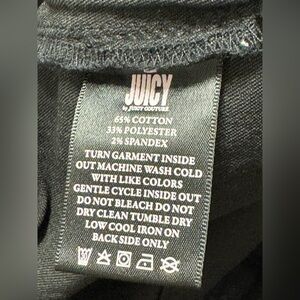 JUICY
by JUICY COUTURE
65% COTTON
33% POLYESTER
2% SPANDEX
TURN GARMENT INSIDE
OUT MACHINE WASH COLD
WITH LIKE COLORS
GENTLE CYCLE INSIDE OUT
DO NOT BLEACH DO NOT
DRY CLEAN TUMBLE DRY
LOW COOL IRON ON
BACK SIDE ONLY